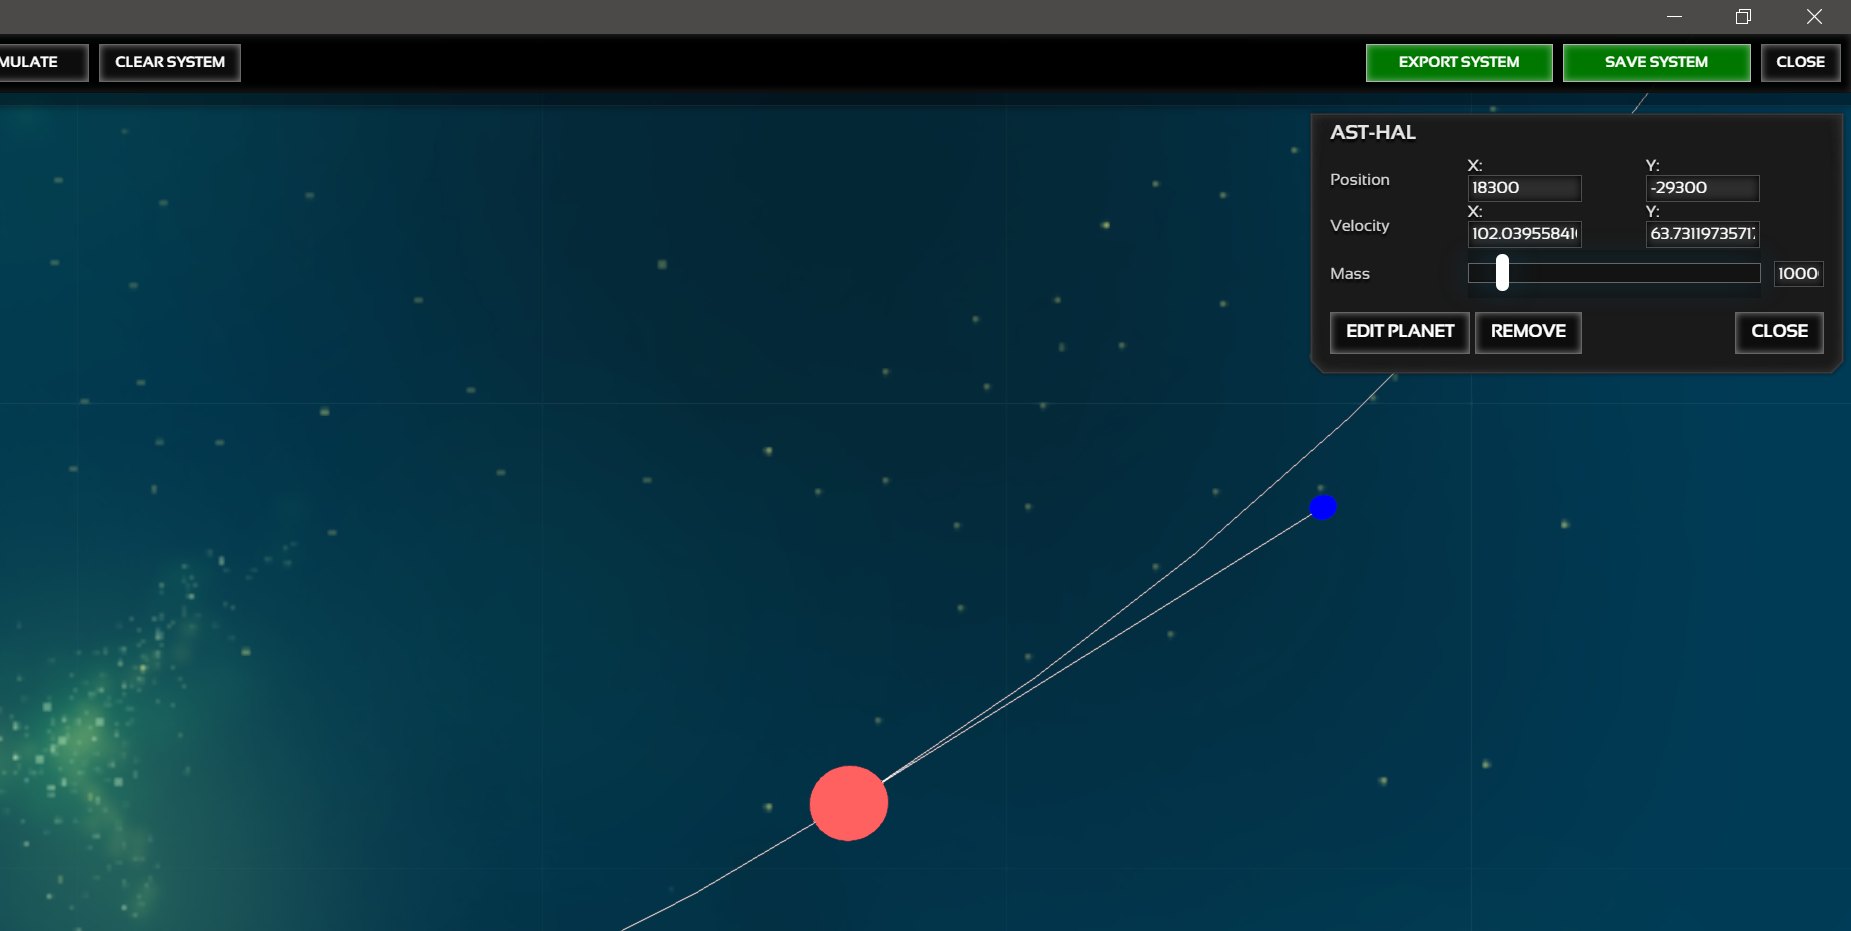 MULATE CLEAR SYSTEM EXPORT SYSTEM SAVE SYSTEM CLOSE
AST-HAL
X: Y:
Position 18300 -29300
X: Y:
Velocity 102.03955841 63.7311973571
Mass 1000
EDIT PLANET REMOVE CLOSE